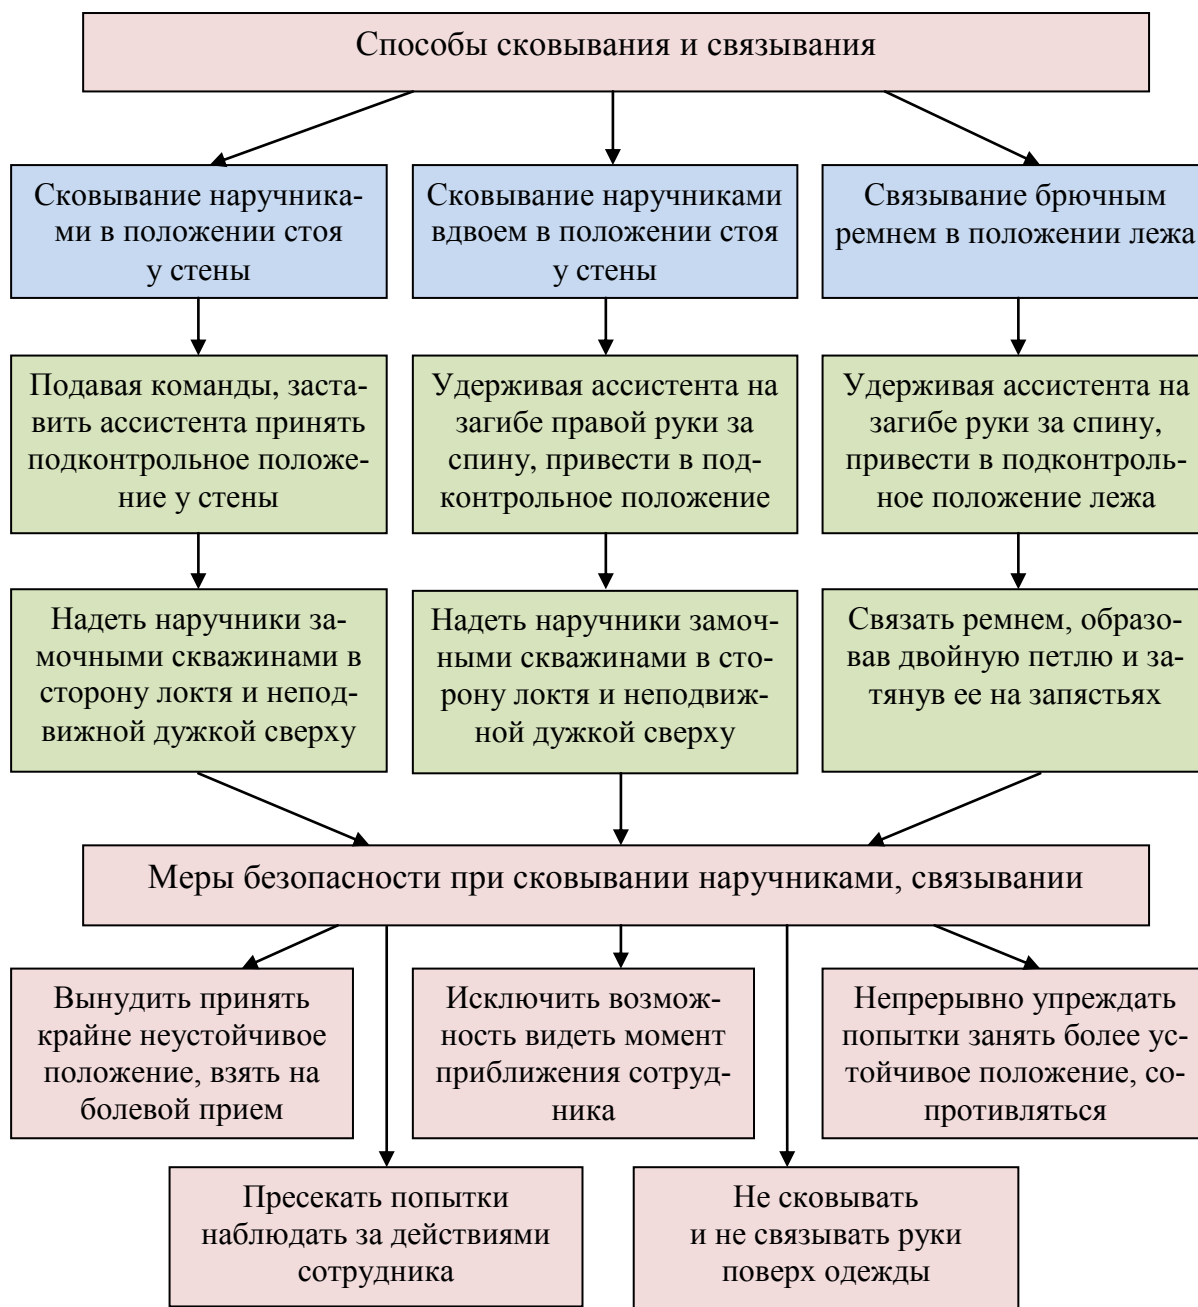 Способы сковывания и связывания
Сковывание наручника-
ми в положении стоя
у стены
Сковывание наручниками
вдвоем в положении стоя
у стены
Связывание брючным
ремнем в положении лежа
Подавая команды, заста-
вить ассистента принять
подконтрольное положе-
ние у стены
Удерживая ассистента на
загибе правой руки за
спину, привести в под-
контрольное положение
Удерживая ассистента на
загибе руки за спину,
привести в подконтроль-
ное положение лежа
Надеть наручники за-
мочными скважинами в
сторону локтя и непод-
вижной дужкой сверху
Надеть наручники замоч-
ными скважинами в сто-
рону локтя и неподвиж-
ной дужкой сверху
Связать ремнем, образо-
вав двойную петлю и за-
тянув ее на запястьях
Меры безопасности при сковывании наручниками, связывании
Вынудить принять
крайне неустойчивое
положение, взять на
болевой прием
Исключить возмож-
ность видеть момент
приближения сотруд-
ника
Непрерывно упреждать
попытки занять более ус-
тойчивое положение, со-
противляться
Пресекать попытки
наблюдать за действиями
сотрудника
Не сковывать
и не связывать руки
поверх одежды